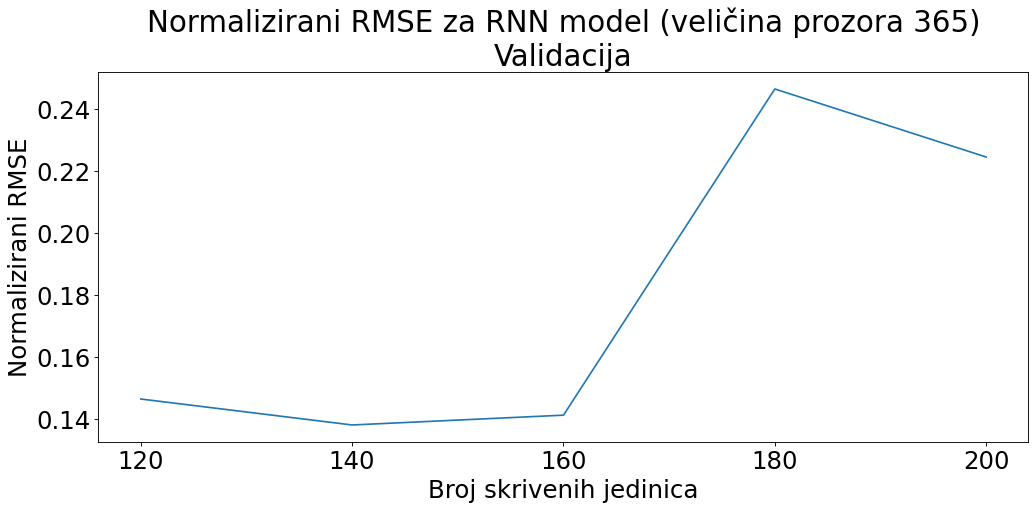 Normalizirani RMSE za RNN model (veličina prozora 365)
Validacija
Normalizirani RMSE
0.24
0.22
0.20
0.18
0.16
0.14
120 140 160 180 200
Broj skrivenih jedinica